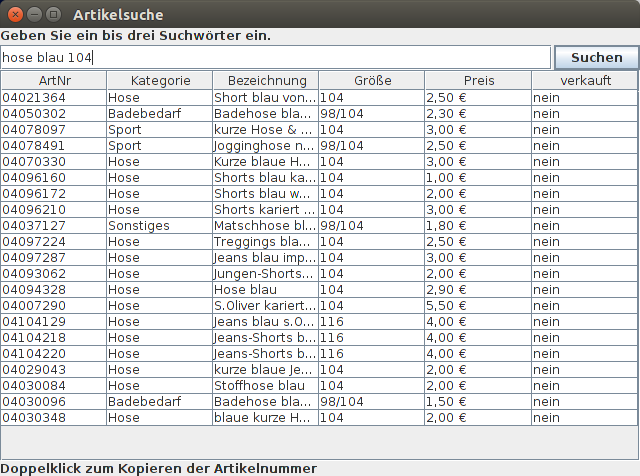 Artikelsuche
Geben Sie ein bis drei Suchwörter ein.
hose blau 104 Suchen
ArtNr Kategorie Bezeichnung Größe Preis verkauft
04021364 Hose Short blau von... 104 2,50 € nein
04050302 Badebedarf Badehose bla... 98/104 2,30 € nein
04078097 Sport kurze Hose & ... 104 3,00 € nein
04078491 Sport Jogginghose n... 98/104 2,50 € nein
04070330 Hose Kurze blaue H... 104 3,00 € nein
04096160 Hose Shorts blau ka... 104 1,00 € nein
04096172 Hose Shorts blau w... 104 2,00 € nein
04096210 Hose Shorts kariert ... 104 3,00 € nein
04037127 Sonstiges Matschhose bl... 98/104 1,80 € nein
04097224 Hose Treggings bla... 104 2,50 € nein
04097287 Hose Jeans blau imp... 104 3,00 € nein
04093062 Hose Jungen-Shorts... 104 2,00 € nein
04094328 Hose Hose blau 104 2,90 € nein
04007290 Hose S.Oliver kariert... 104 5,50 € nein
04104129 Hose Jeans blau s.O... 116 4,00 € nein
04104218 Hose Jeans-Shorts b... 116 4,00 € nein
04104220 Hose Jeans-Shorts b... 116 4,00 € nein
04029043 Hose kurze blaue Je... 104 2,00 € nein
04030084 Hose Stoffhose blau 104 2,00 € nein
04030096 Badebedarf Badehose bla... 98/104 1,50 € nein
04030348 Hose blaue kurze H... 104 2,00 € nein
Doppelklick zum Kopieren der Artikelnummer